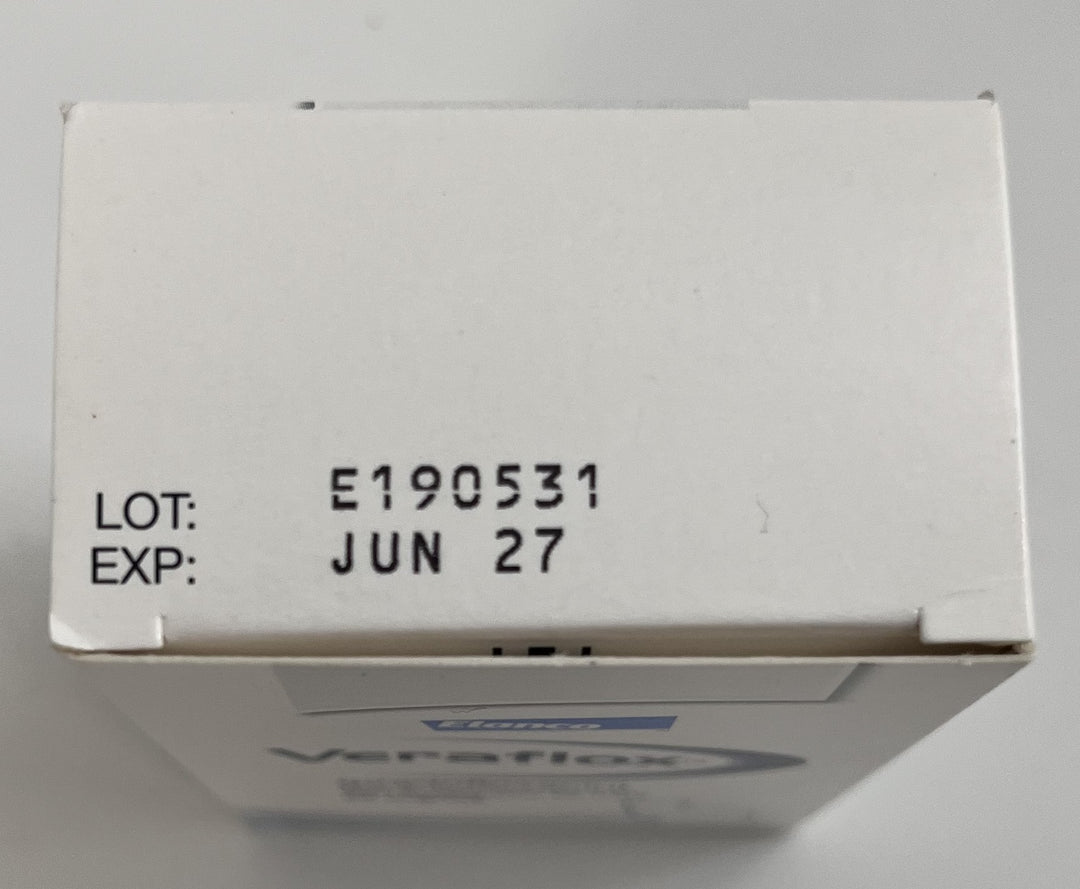 LOT: E190531
EXP: JUN 27
Elanco
Veraflox